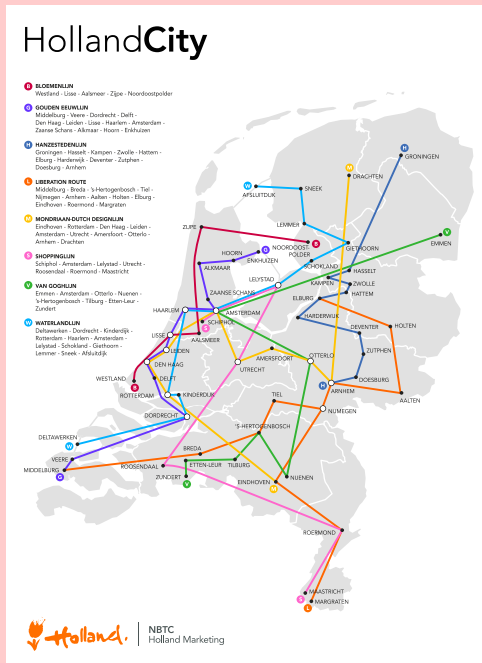 HollandCity
B BLOEMENLIJN
Westland - Lisse - Aalsmeer - Zijpe - Noordoostpolder
G GOUDEN EEUWLIJN
Middelburg - Veere - Dordrecht - Delft -
Den Haag - Leiden - Lisse - Haarlem - Amsterdam -
Zaanse Schans - Alkmaar - Hoorn - Enkhuizen
H HANZESTEDENLIJN
Groningen - Hasselt - Kampen - Zwolle - Hattem -
Elburg - Harderwijk - Deventer - Zutphen -
Doesburg - Arnhem
L LIBERATION ROUTE
Middelburg - Breda - 's-Hertogenbosch - Tiel -
Nijmegen - Arnhem - Aalten - Holten - Elburg -
Eindhoven - Roermond - Margraten
M MONDRIAAN-DUTCH DESIGNLIJN
Eindhoven - Rotterdam - Den Haag - Leiden -
Amsterdam - Utrecht - Amersfoort - Otterlo -
Arnhem - Drachten
S SHOPPINGLIJN
Schiphol - Amsterdam - Lelystad - Utrecht -
Roosendaal - Roermond - Maastricht
V VAN GOGHLIJN
Emmen - Amsterdam - Otterlo - Nuenen -
's-Hertogenbosch - Tilburg - Etten-Leur -
Zundert
W WATERLANDLIJN
Deltawerken - Dordrecht - Kinderdijk -
Rotterdam - Haarlem - Amsterdam -
Lelystad - Schokland - Giethoorn -
Lemmer - Sneek - Afsluitdijk
H
GRONINGEN
M
DRACHTEN
W
AFSLUITDIJK
SNEEK
LEMMER
ZIJPE
V
EMMEN
B
NOORDOOST
POLDER
GIETHOORN
HOORN
G
ENKHUIZEN
ALKMAAR
SCHOKLAND
HASSELT
LELYSTAD
KAMPEN
ZWOLLE
HATTEM
ZAANSE SCHANS
ELBURG
HAARLEM
AMSTERDAM
HARDERWIJK
SCHIPHOL
S
HOLTEN
DEVENTER
LISSE
AALSMEER
LEIDEN
ZUTPHEN
AMERSFOORT
OTTERLO
DEN HAAG
UTRECHT
WESTLAND
DELFT
DOESBURG
B
H
ARNHEM
ROTTERDAM
KINDERDIJK
TIEL
AALTEN
NIJMEGEN
DORDRECHT
'S-HERTOGENBOSCH
DELTAWERKEN
W
BREDA
VEERE
ROOSENDAAL
ETTEN-LEUR
TILBURG
MIDDELBURG
G
ZUNDERT
V
NUENEN
EINDHOVEN
M
ROERMOND
MAASTRICHT
S
MARGRATEN
L
Holland.
NBTC
Holland Marketing